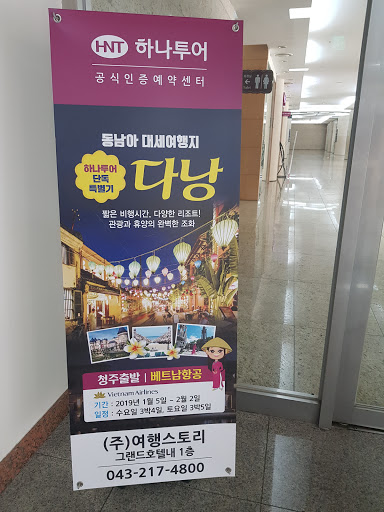 HNT 하나투어
공식인증예약센터
동남아 대세여행지
하나투어
단독
특별기
다낭
짧은 비행시간, 다양한 리조트!
관광과 휴양의 완벽한 조화
청주출발 | 베트남항공
Vietnam Airlines
기간 : 2019년 1월 5일 ~ 2월 2일
일정 : 수요일 3박4일, 토요일 3박5일
(주)여행스토리
그랜드호텔내 1층
043-217-4800